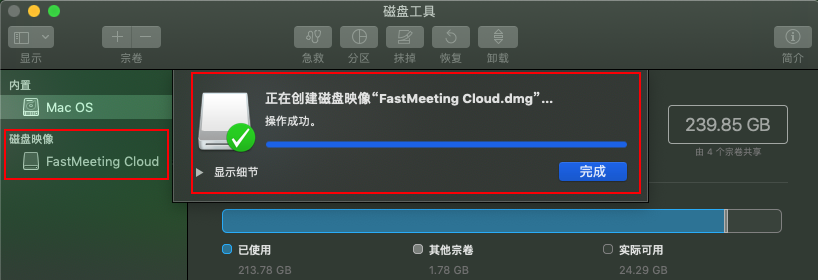 磁盘工具
显示
宗卷
急救
分区
抹掉
恢复
卸载
简介
内置
Mac OS
磁盘映像
FastMeeting Cloud
正在创建磁盘映像“FastMeeting Cloud.dmg”...
操作成功。
显示细节
完成
239.85 GB
由 4 个宗卷共享
已使用
213.78 GB
其他宗卷
1.78 GB
实际可用
24.29 GB